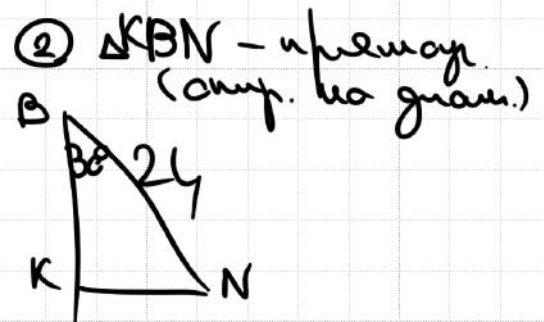 ② ΔKBN – прямоуг.
(опир. на диам.)
B
30°
24
K
N